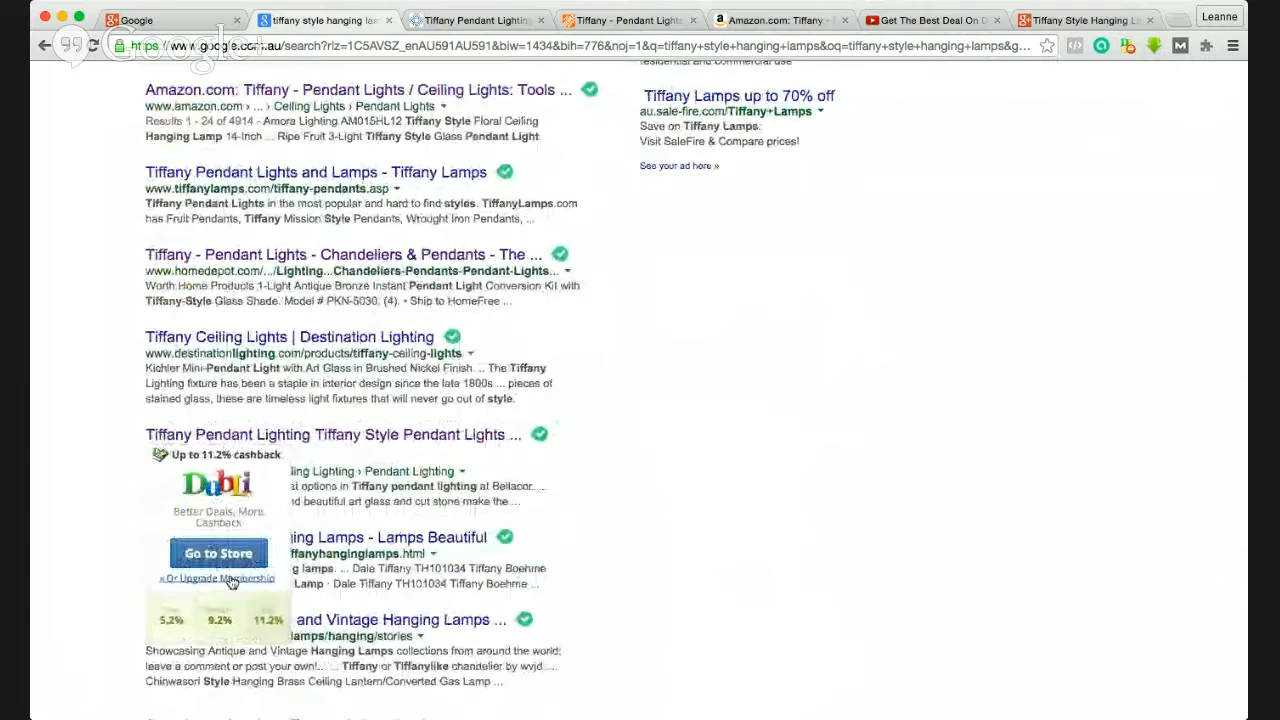 Google
tiffany style hanging lam
Tiffany Pendant Lighting
Tiffany - Pendant Lights
Amazon.com: Tiffany -
Get The Best Deal On D
Tiffany Style Hanging La
Leanne
Google+
https://www.google.com.au/search?rlz=1C5AVSZ_enAU591AU591&biw=1434&bih=776&noj=1&q=tiffany+style+hanging+lamps&oq=tiffany+style+hanging+lamps&g...
residential and commercial use
Amazon.com: Tiffany - Pendant Lights / Ceiling Lights: Tools ...
www.amazon.com › ... › Ceiling Lights › Pendant Lights
Results 1 - 24 of 4914 - Amora Lighting AM015HL12 Tiffany Style Floral Ceiling
Hanging Lamp 14-Inch ... Ripe Fruit 3-Light Tiffany Style Glass Pendant Light.
Tiffany Lamps up to 70% off
au.sale-fire.com/Tiffany+Lamps
Save on Tiffany Lamps.
Visit SaleFire & Compare prices!
See your ad here »
Tiffany Pendant Lights and Lamps - Tiffany Lamps
www.tiffanylamps.com/tiffany-pendants.asp
Tiffany Pendant Lights in the most popular and hard to find styles. TiffanyLamps.com
has Fruit Pendants, Tiffany Mission Style Pendants, Wrought Iron Pendants, ...
Tiffany - Pendant Lights - Chandeliers & Pendants - The ...
www.homedepot.com/.../Lighting...Chandeliers-Pendants-Pendant-Lights...
Worth Home Products 1-Light Antique Bronze Instant Pendant Light Conversion Kit with
Tiffany-Style Glass Shade. Model # PKN-5030. (4). • Ship to HomeFree ...
Tiffany Ceiling Lights | Destination Lighting
www.destinationlighting.com/products/tiffany-ceiling-lights
Kichler Mini-Pendant Light with Art Glass in Brushed Nickel Finish ... The Tiffany
Lighting fixture has been a staple in interior design since the late 1800s ... pieces of
stained glass, these are timeless light fixtures that will never go out of style.
Tiffany Pendant Lighting Tiffany Style Pendant Lights ...
Up to 11.2% cashback
Dubli
Better Deals, More
Cashback
Go to Store
« Or Upgrade Membership
5.2% 9.2% 11.2%
ling Lighting › Pendant Lighting
al options in Tiffany pendant lighting at Bellacor. ...
nd beautiful art glass and cut stone make the ...
ing Lamps - Lamps Beautiful
ffanyhanginglamps.html
g lamps. ... Dale Tiffany TH101034 Tiffany Boehme
Lamp · Dale Tiffany TH101034 Tiffany Boehme ...
and Vintage Hanging Lamps ...
lamps/hanging/stories
Showcasing Antique and Vintage Hanging Lamps collections from around the world;
leave a comment or post your own!... ... Tiffany or Tiffanylike chandelier by wvjd ...
Chinwasori Style Hanging Brass Ceiling Lantern/Converted Gas Lamp ...